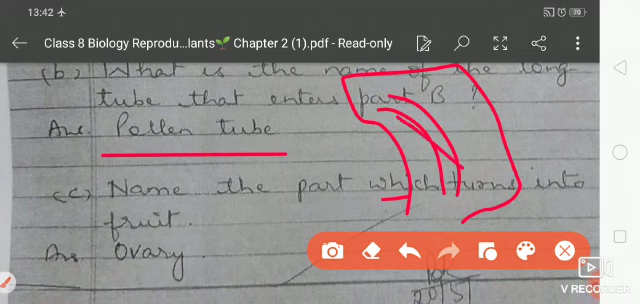 13:42
79
Class 8 Biology Reprodu...lants🌱 Chapter 2 (1).pdf - Read-only
(b) What is the name of the long
tube that enters part B ?
Ans. Pollen tube
(c) Name the part which turns into
fruit.
Ans. Ovary.
V RECORDER